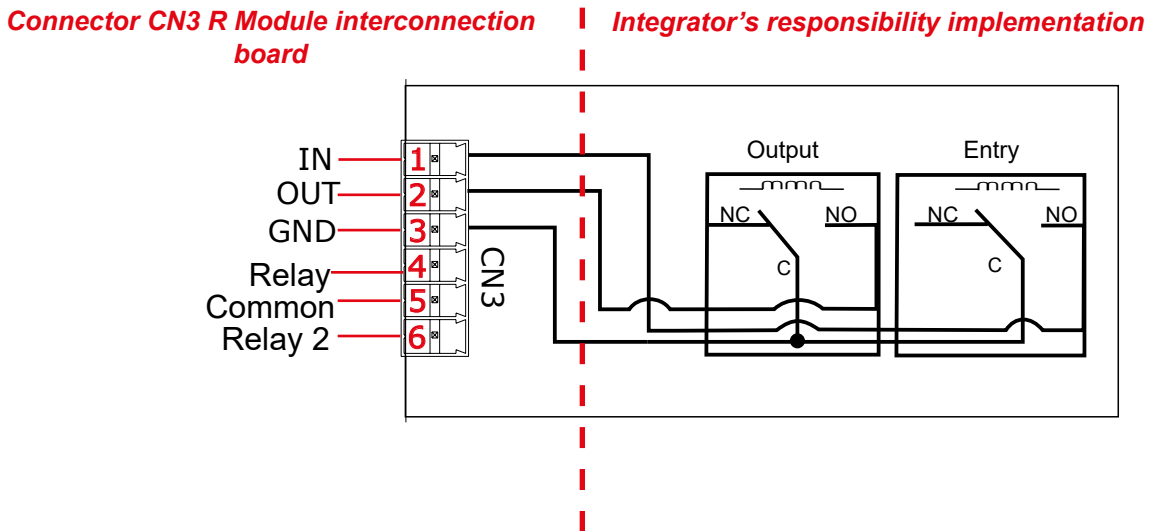 Connector CN3 R Module interconnection
board
Integrator's responsibility implementation
IN
OUT
GND
Relay
Common
Relay 2
1
2
3
4
5
6
CN3
Output
NC
NO
C
Entry
NC
NO
C